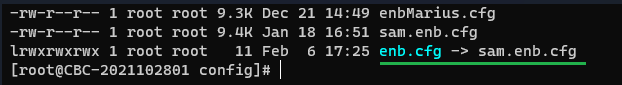 -rw-r--r-- 1 root root 9.3K Dec 21 14:49 enbMarius.cfg
-rw-r--r-- 1 root root 9.4K Jan 18 16:51 sam.enb.cfg
lrwxrwxrwx 1 root root   11 Feb  6 17:25 enb.cfg -> sam.enb.cfg
[root@CBC-2021102801 config]#